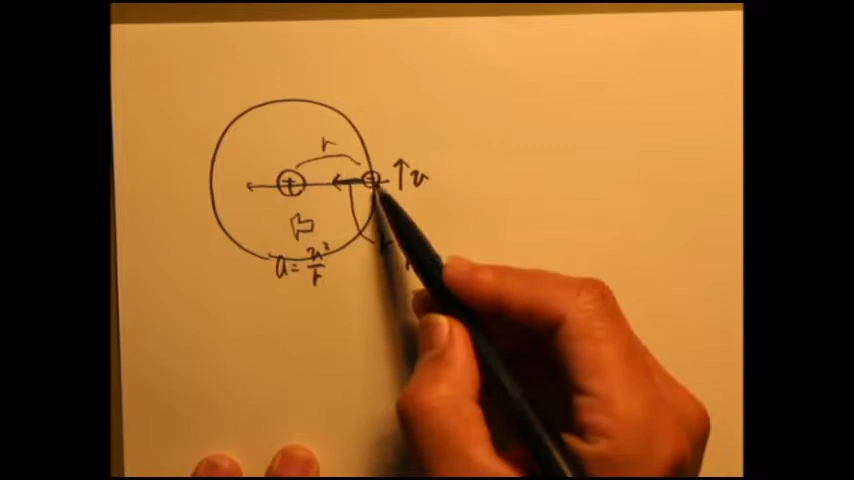 r
+
v
a = v²/r